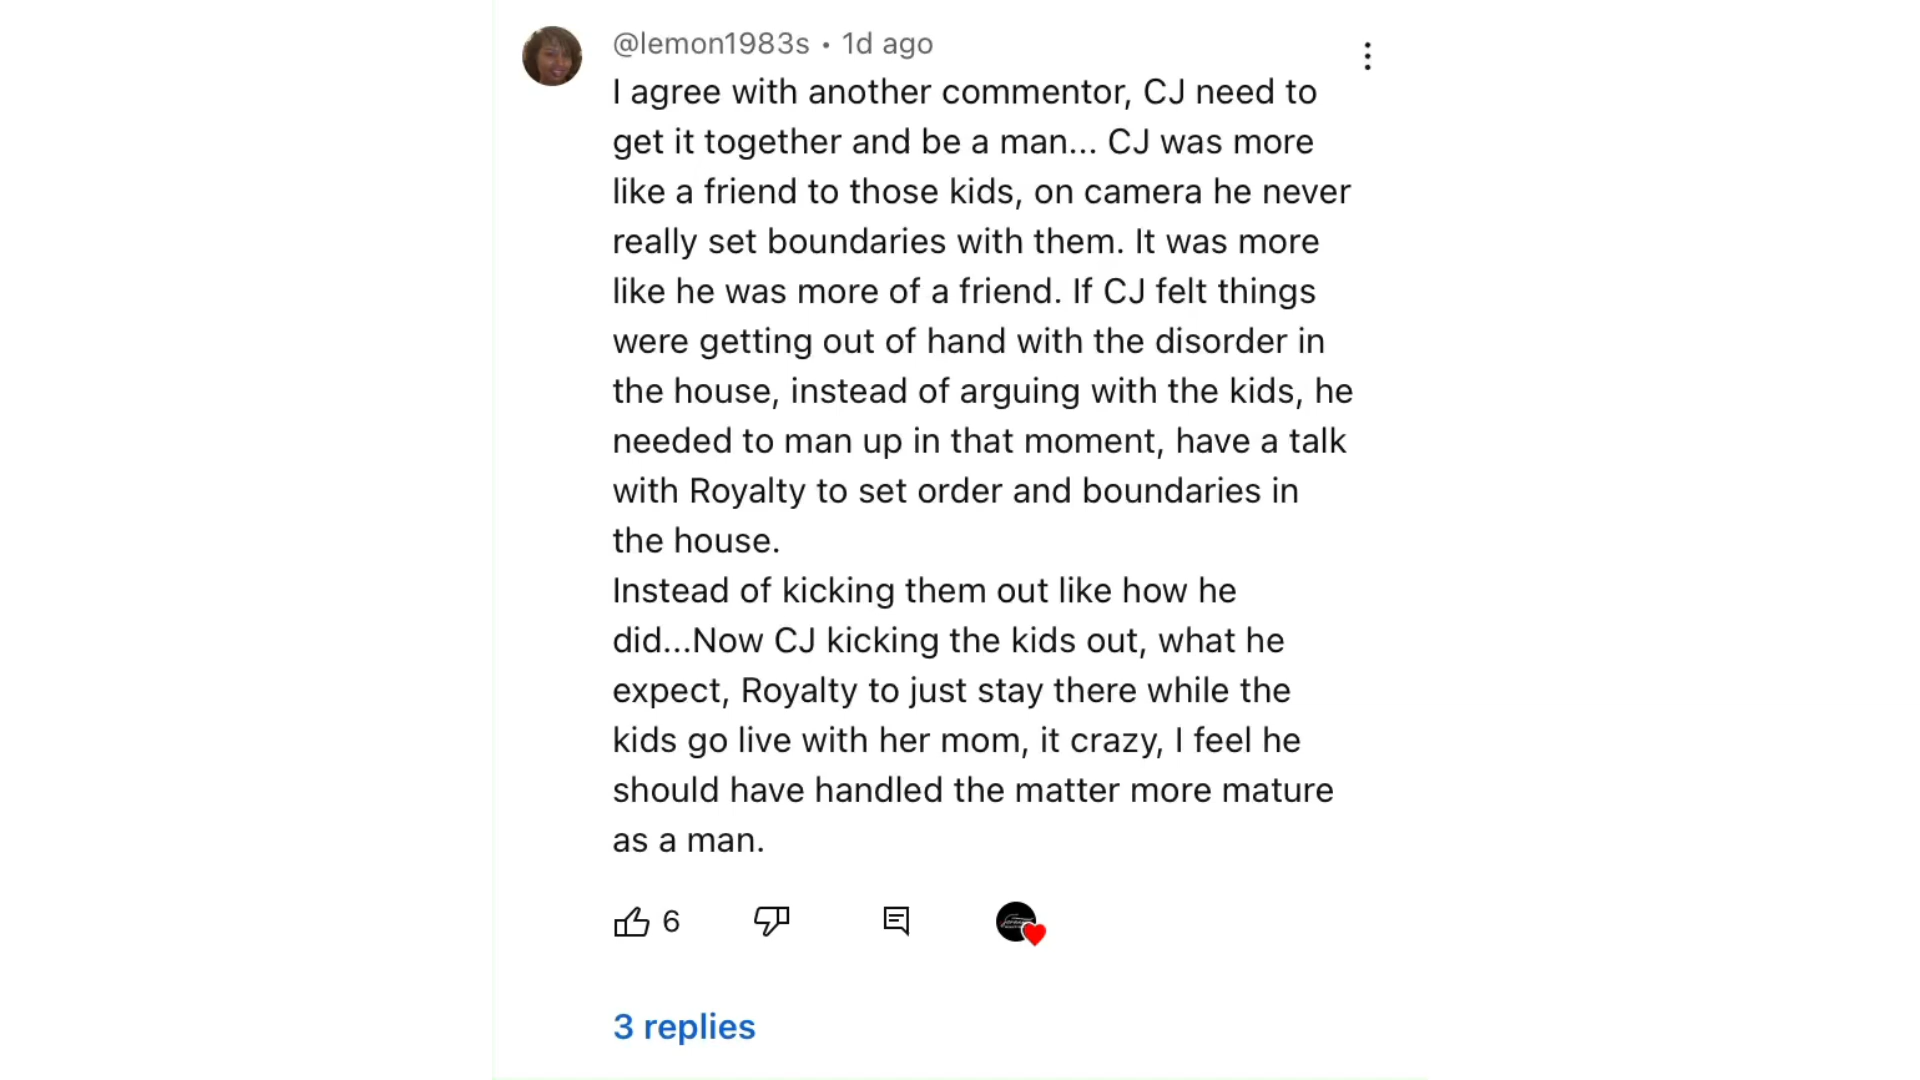 @lemon1983s • 1d ago
I agree with another commentor, CJ need to
get it together and be a man... CJ was more
like a friend to those kids, on camera he never
really set boundaries with them. It was more
like he was more of a friend. If CJ felt things
were getting out of hand with the disorder in
the house, instead of arguing with the kids, he
needed to man up in that moment, have a talk
with Royalty to set order and boundaries in
the house.
Instead of kicking them out like how he
did...Now CJ kicking the kids out, what he
expect, Royalty to just stay there while the
kids go live with her mom, it crazy, I feel he
should have handled the matter more mature
as a man.
6
3 replies